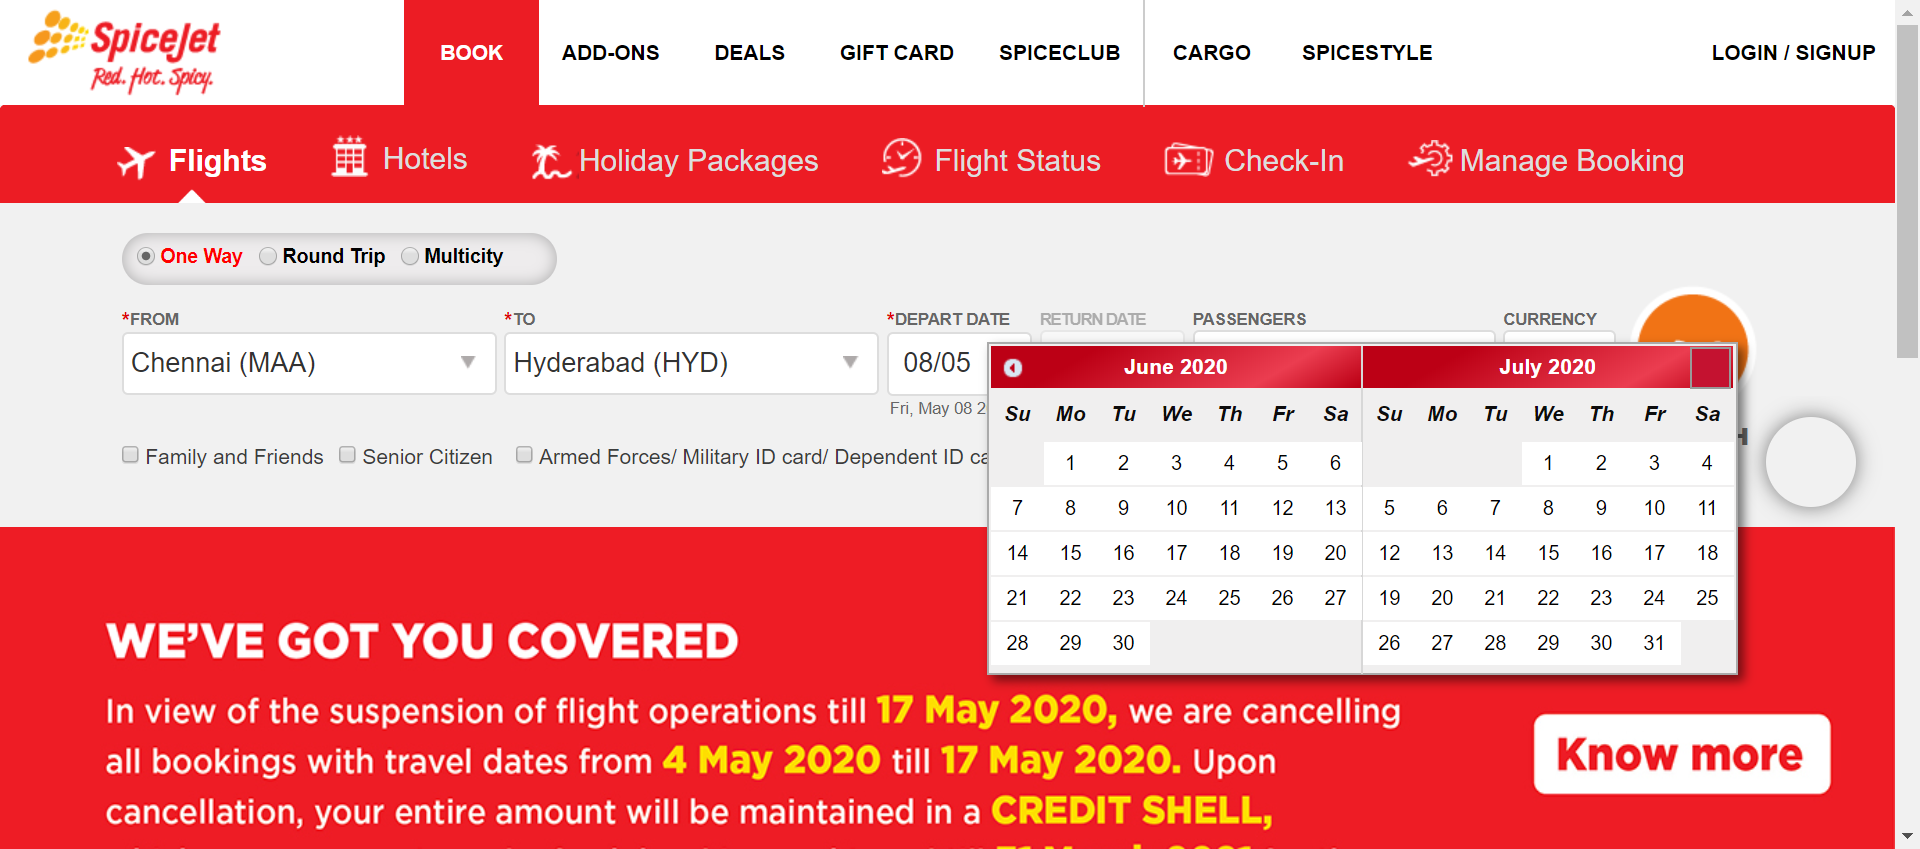 SpiceJet
Red. Hot. Spicy.
BOOK ADD-ONS DEALS GIFT CARD SPICECLUB CARGO SPICESTYLE LOGIN / SIGNUP
Flights Hotels Holiday Packages Flight Status Check-In Manage Booking
One Way Round Trip Multicity
*FROM *TO *DEPART DATE RETURN DATE PASSENGERS CURRENCY
Chennai (MAA) Hyderabad (HYD) 08/05
Fri, May 08 2
Family and Friends Senior Citizen Armed Forces/ Military ID card/ Dependent ID ca
H
June 2020 July 2020
Su Mo Tu We Th Fr Sa Su Mo Tu We Th Fr Sa
1 2 3 4 5 6 1 2 3 4
7 8 9 10 11 12 13 5 6 7 8 9 10 11
14 15 16 17 18 19 20 12 13 14 15 16 17 18
21 22 23 24 25 26 27 19 20 21 22 23 24 25
28 29 30 26 27 28 29 30 31
WE'VE GOT YOU COVERED
In view of the suspension of flight operations till 17 May 2020, we are cancelling
all bookings with travel dates from 4 May 2020 till 17 May 2020. Upon
cancellation, your entire amount will be maintained in a CREDIT SHELL,
Know more